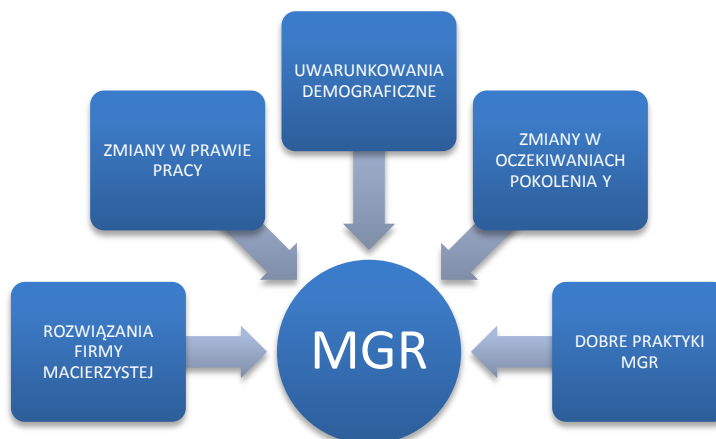 UWARUNKOWANIA
DEMOGRAFICZNE
ZMIANY W PRAWIE
PRACY
ZMIANY W
OCZEKIWANIACH
POKOLENIA Y
ROZWIĄZANIA
FIRMY
MACIERZYSTEJ
MGR
DOBRE PRAKTYKI
MGR